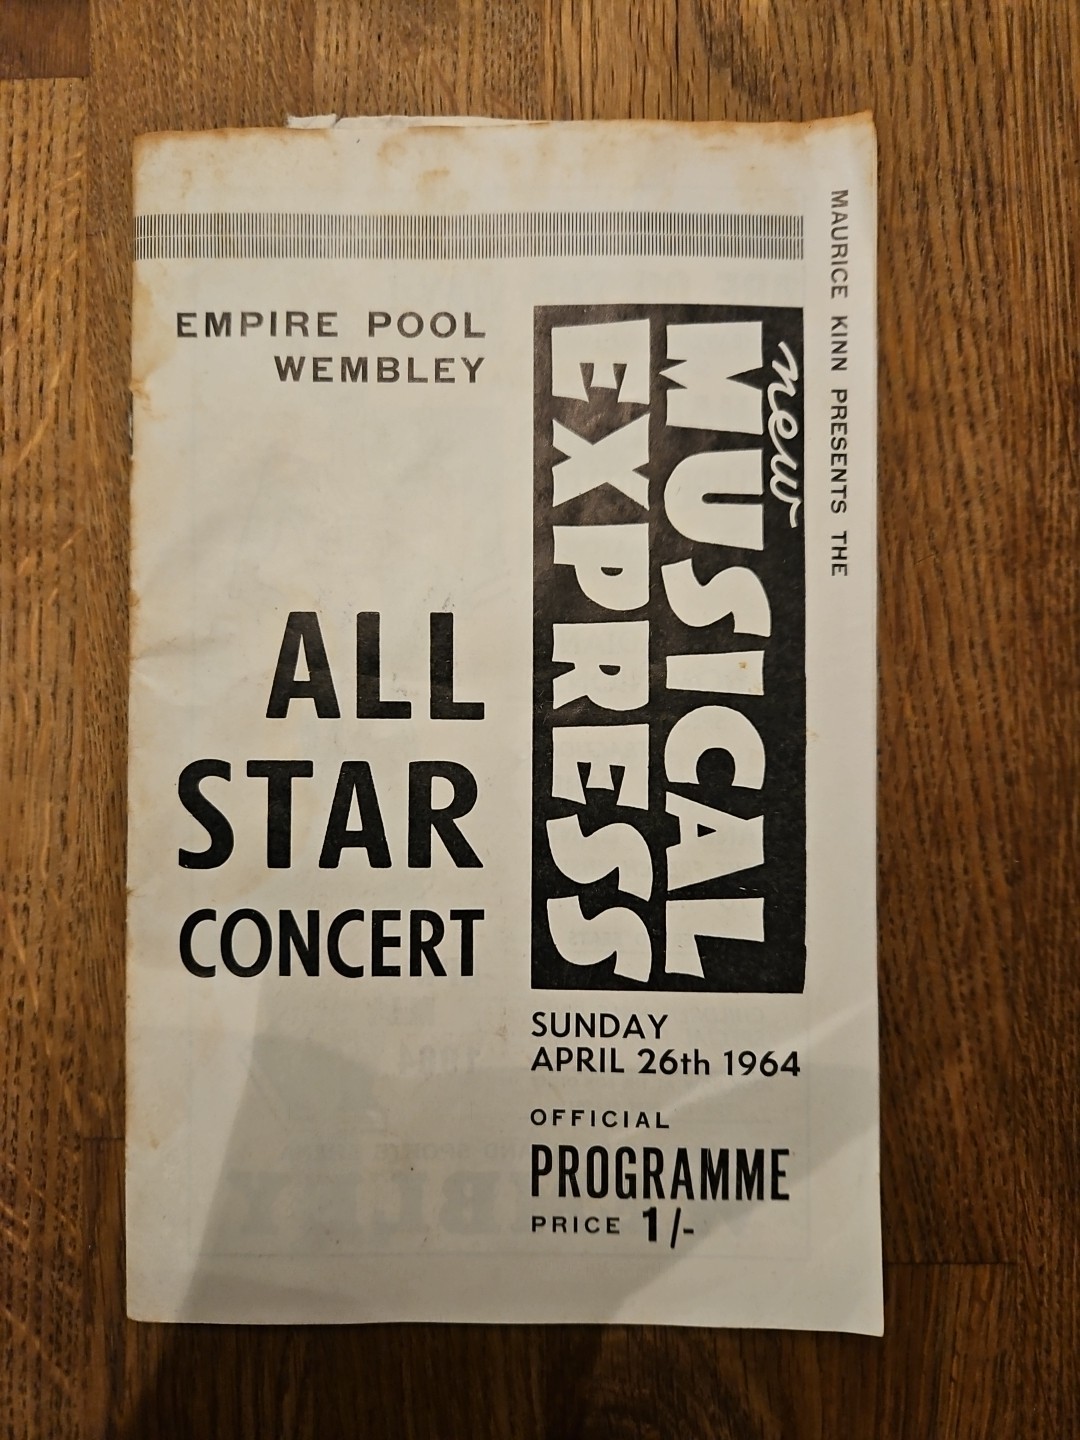 MAURICE KINN PRESENTS THE
EMPIRE POOL
WEMBLEY
new
MUSICAL
EXPRESS
ALL
STAR
CONCERT
SUNDAY
APRIL 26th 1964
OFFICIAL
PROGRAMME
PRICE 1/-